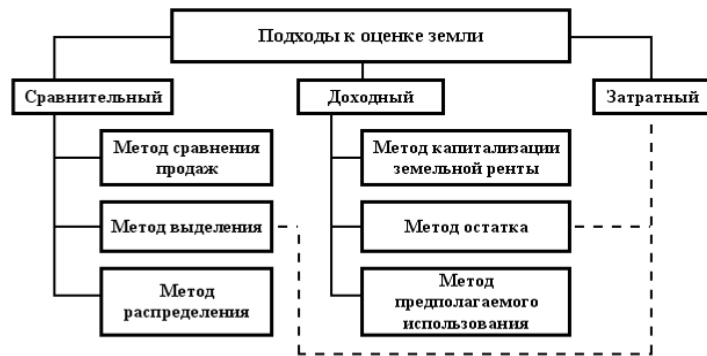 Подходы к оценке земли
Сравнительный
Доходный
Затратный
Метод сравнения
продаж
Метод капитализации
земельной ренты
Метод выделения
Метод остатка
Метод
распределения
Метод
предполагаемого
использования